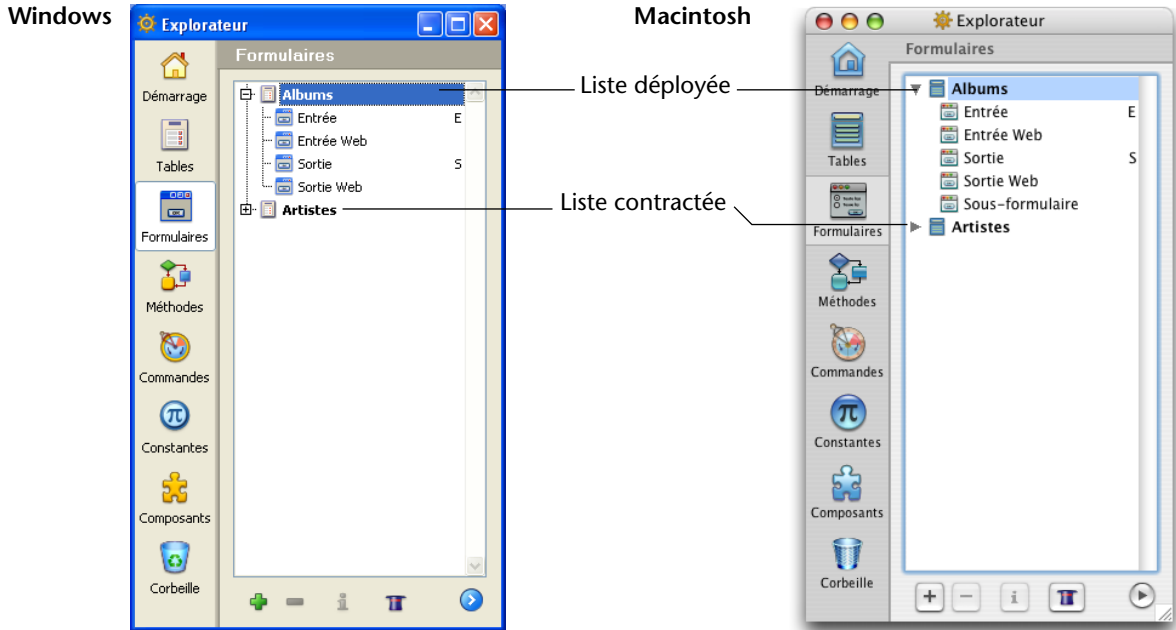 Windows
Explorateur
Formulaires
Démarrage
Tables
Formulaires
Méthodes
Commandes
Constantes
Composants
Corbeille
Albums
Entrée E
Entrée Web
Sortie S
Sortie Web
Artistes
Liste déployée
Liste contractée
Macintosh
Explorateur
Formulaires
Démarrage
Tables
Formulaires
Méthodes
Commandes
Constantes
Composants
Corbeille
Albums
Entrée E
Entrée Web
Sortie S
Sortie Web
Sous-formulaire
Artistes